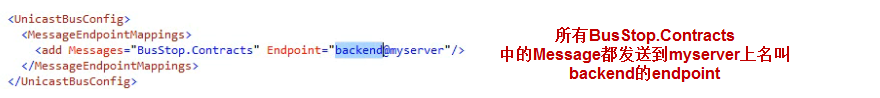 <UnicastBusConfig>
<MessageEndpointMappings>
<add Messages="BusStop.Contracts" Endpoint="backend@myserver"/>
</MessageEndpointMappings>
</UnicastBusConfig>
所有BusStop.Contracts
中的Message都发送到myserver上名叫
backend的endpoint